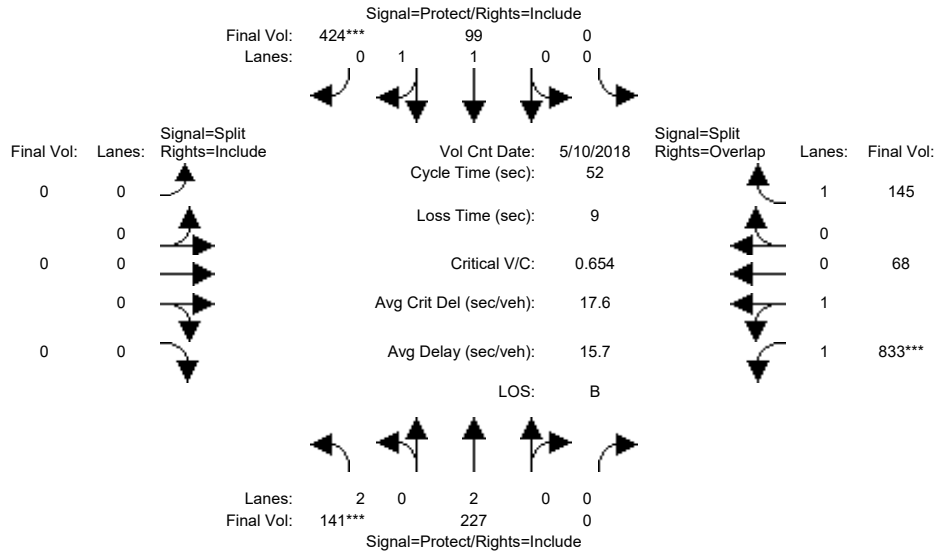 Signal=Protect/Rights=Include
Final Vol: 424*** 99 0
Lanes: 0 1 1 0 0
Signal=Split
Final Vol: Lanes: Rights=Include
Vol Cnt Date: 5/10/2018
Signal=Split
Rights=Overlap Lanes: Final Vol:
Cycle Time (sec): 52
0 0 1 145
Loss Time (sec): 9
0 0
0 0 Critical V/C: 0.654 0 68
0 Avg Crit Del (sec/veh): 17.6 1
0 0 Avg Delay (sec/veh): 15.7 1 833***
LOS: B
Lanes: 2 0 2 0 0
Final Vol: 141*** 227 0
Signal=Protect/Rights=Include